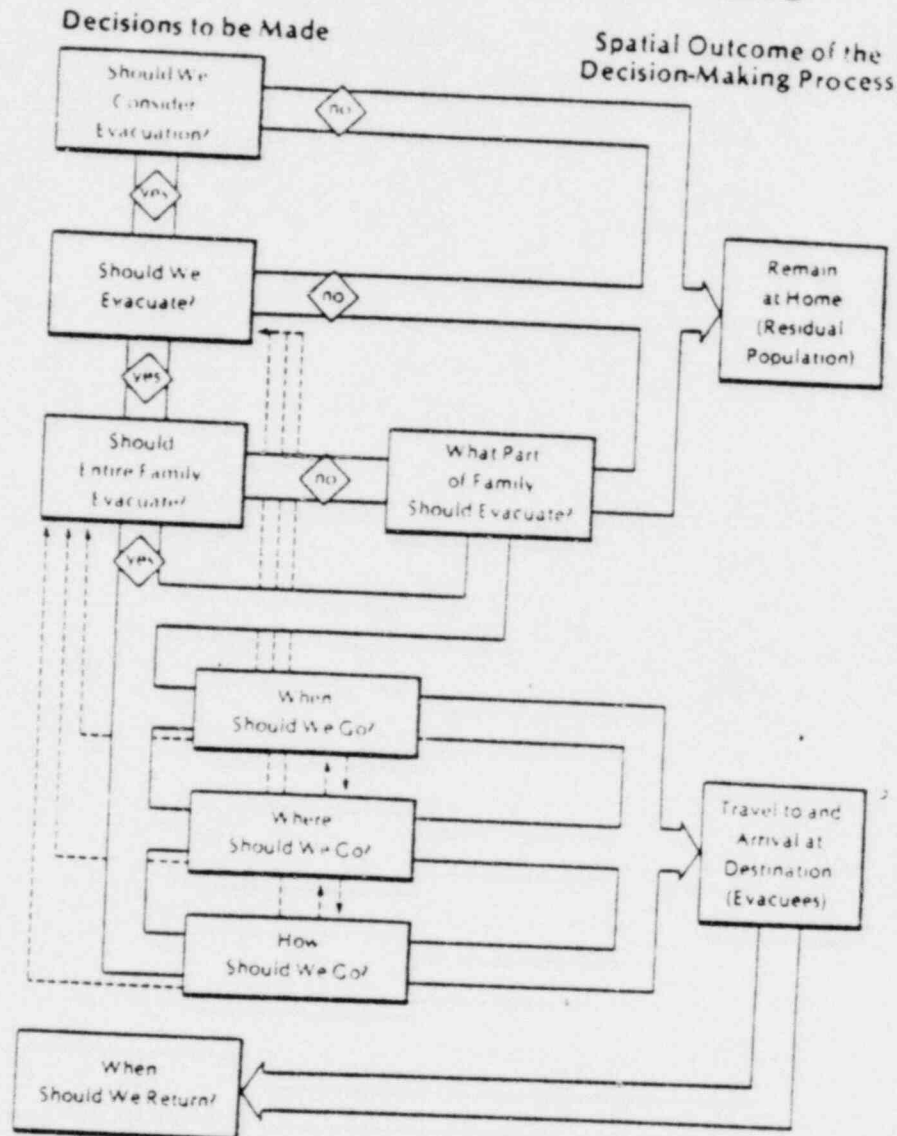 Decisions to be Made
Spatial Outcome of the
Decision-Making Process
Should We
Consider
Evacuation?
no
yes
Should We
Evacuate?
no
Remain
at Home
(Residual
Population)
yes
Should
Entire Family
Evacuate?
no
What Part
of Family
Should Evacuate?
yes
When
Should We Go?
Where
Should We Go?
Travel to and
Arrival at
Destination
(Evacuees)
How
Should We Go?
When
Should We Return?